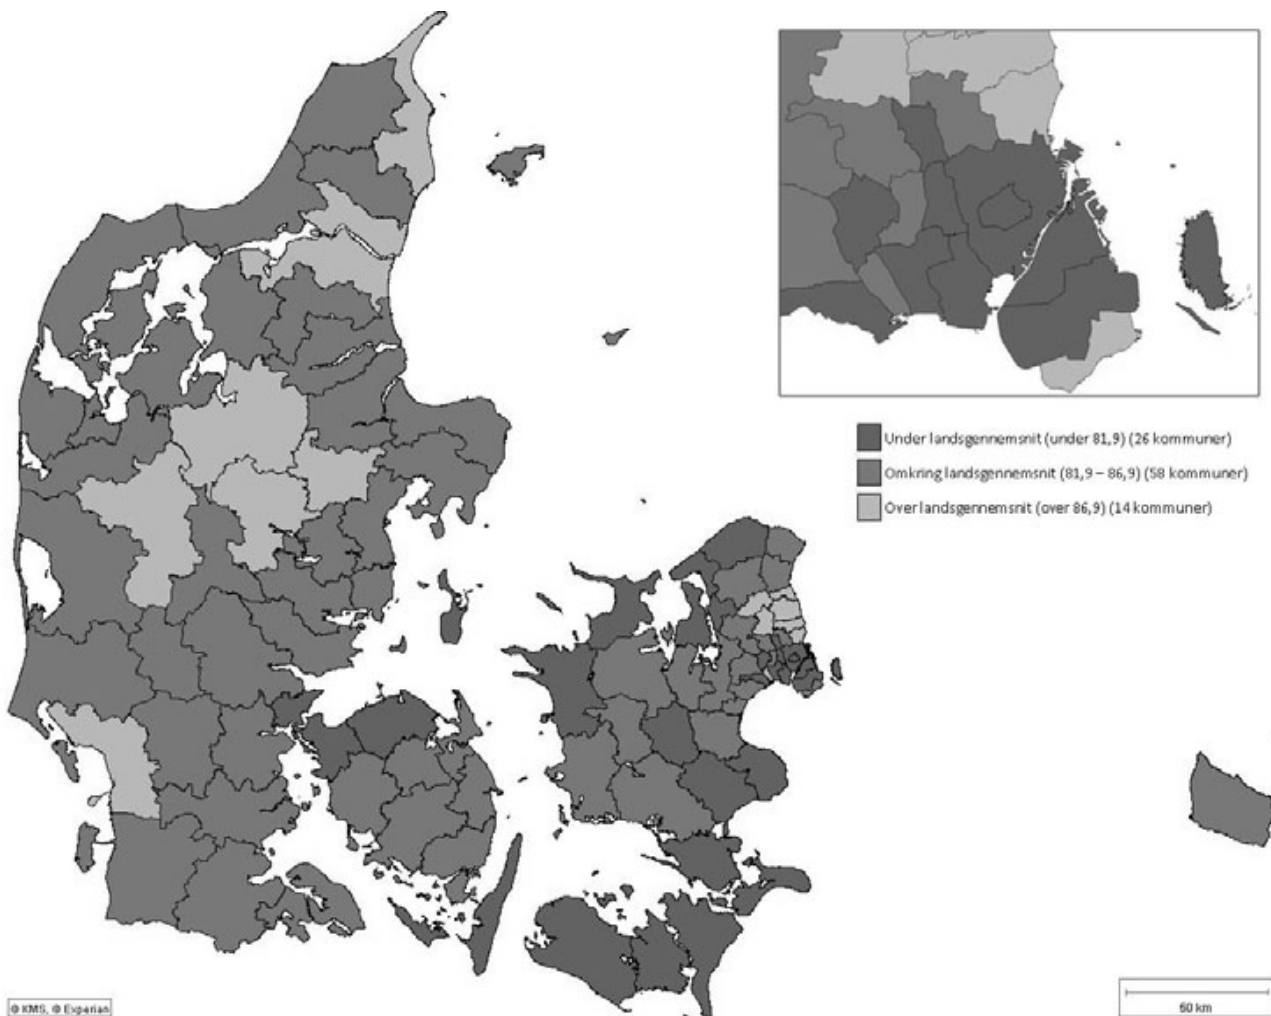 Under landsgennemsnit (under 81,9) (26 kommuner)
Omkring landsgennemsnit (81,9 – 86,9) (58 kommuner)
Over landsgennemsnit (over 86,9) (14 kommuner)
© KMS, © Experian
60 km